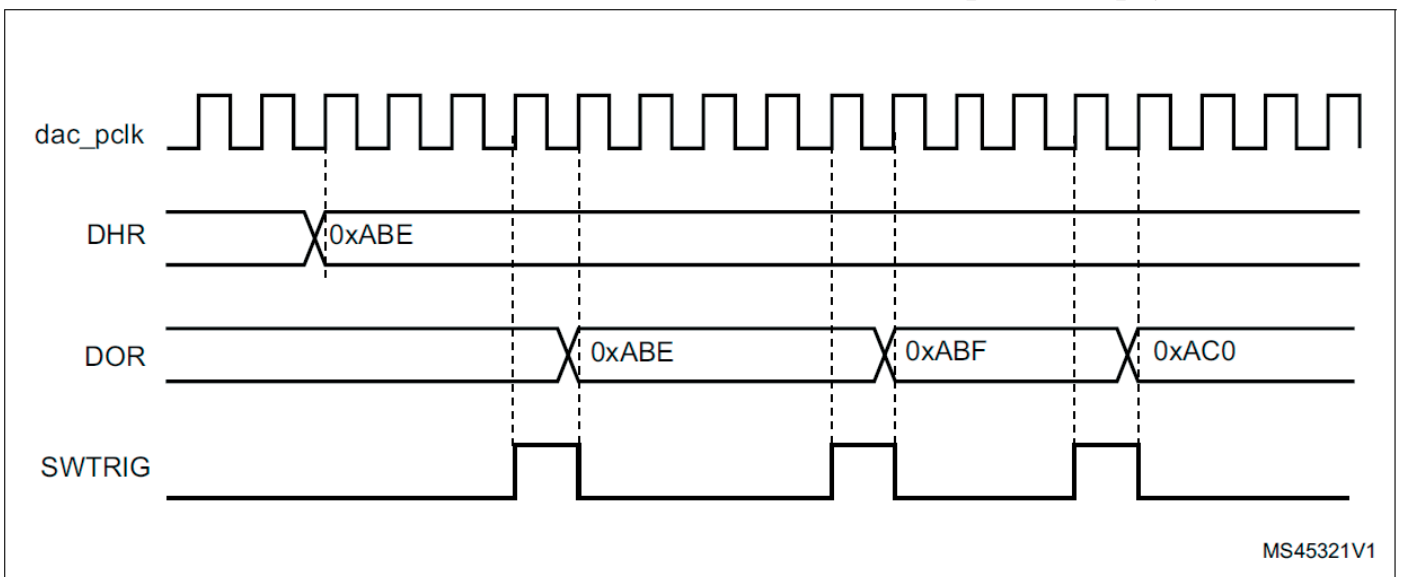 dac_pclk
DHR
0xABE
DOR
0xABE
0xABF
0xAC0
SWTRIG
MS45321V1